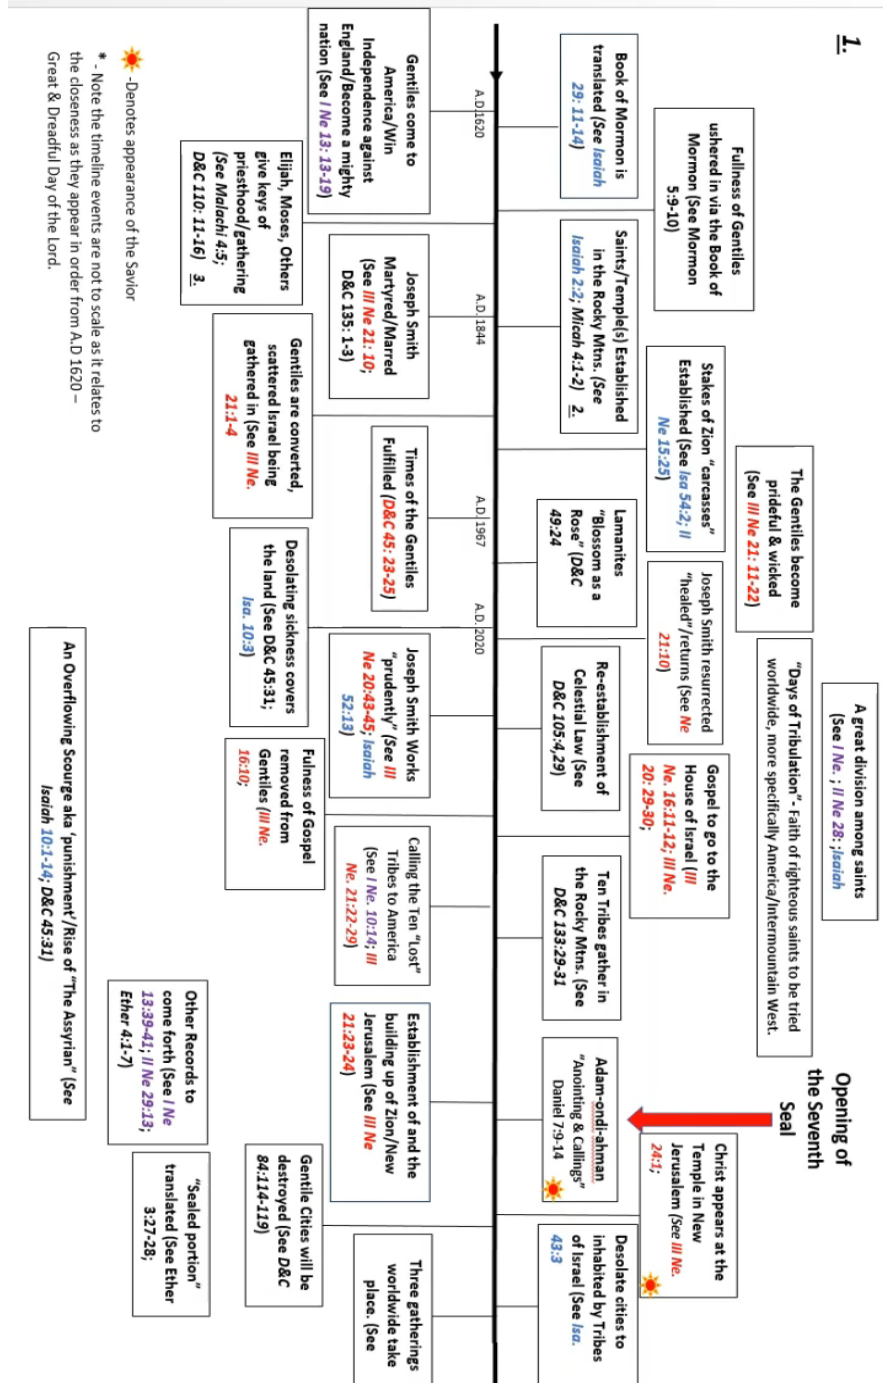 1.
A great division among saints
(See I Ne. ; II Ne 28: ;Isaiah
Opening of
the Seventh
Seal
The Gentiles become
prideful & wicked
(See III Ne 21: 11-22)
"Days of Tribulation"- Faith of righteous saints to be tried
worldwide, more specifically America/Intermountain West.
Fullness of Gentiles
ushered in via the Book of
Mormon (See Mormon
5:9-10)
Stakes of Zion "carcasses"
Established (See Isa 54:2; II
Ne 15:25)
Joseph Smith resurrected
"healed"/returns (See Ne
21:10)
Gospel to go to the
House of Israel (III
Ne. 16:11-12; III Ne.
20: 29-30;
Christ appears at the
Temple in New
Jerusalem (See III Ne.
24:1;
Book of Mormon is
translated (See Isaiah
29: 11-14)
Saints/Temple(s) Established
in the Rocky Mtns. (See
Isaiah 2:2; Micah 4:1-2) 2.
Lamanites
"Blossom as a
Rose" (D&C
49:24
Re-establishment of
Celestial Law (See
D&C 105:4,29)
Ten Tribes gather in
the Rocky Mtns. (See
D&C 133:29-31
Adam-ondi-ahman
"Anointing & Callings"
Daniel 7:9-14
Desolate cities to
inhabited by Tribes
of Israel (See Isa.
43:3
A.D.1620
A.D. 1844
A.D. 1967
A.D. 2020
Gentiles come to
America/Win
Independence against
England/Become a mighty
nation (See I Ne 13: 13-19)
Joseph Smith
Martyred/Marred
(See III Ne 21: 10;
D&C 135: 1-3)
Times of the Gentiles
Fulfilled (D&C 45: 23-25)
Joseph Smith Works
"prudently" (See III
Ne 20:43-45; Isaiah
52:13)
Calling the Ten "Lost"
Tribes to America
(See I Ne. 10:14; III
Ne. 21:22-29)
Establishment of and the
building up of Zion/New
Jerusalem (See III Ne
21:23-24)
Three gatherings
worldwide take
place. (See
Elijah, Moses, Others
give keys of
priesthood/gathering
(See Malachi 4:5;
D&C 110: 11-16) 3.
Gentiles are converted,
scattered Israel being
gathered in (See III Ne.
21:1-4
Desolating sickness covers
the land (See D&C 45:31;
Isa. 10:3)
Fulness of Gospel
removed from
Gentiles (III Ne.
16:10;
Gentile Cities will be
destroyed (See D&C
84:114-119)
Other Records to
come forth (See I Ne
13:39-41; II Ne 29:13;
Ether 4:1-7)
"Sealed portion"
translated (See Ether
3:27-28;
An Overflowing Scourge aka 'punishment'/Rise of "The Assyrian" (See
Isaiah 10:1-14; D&C 45:31)
-Denotes appearance of the Savior
* - Note the timeline events are not to scale as it relates to
the closeness as they appear in order from A.D 1620 –
Great & Dreadful Day of the Lord.